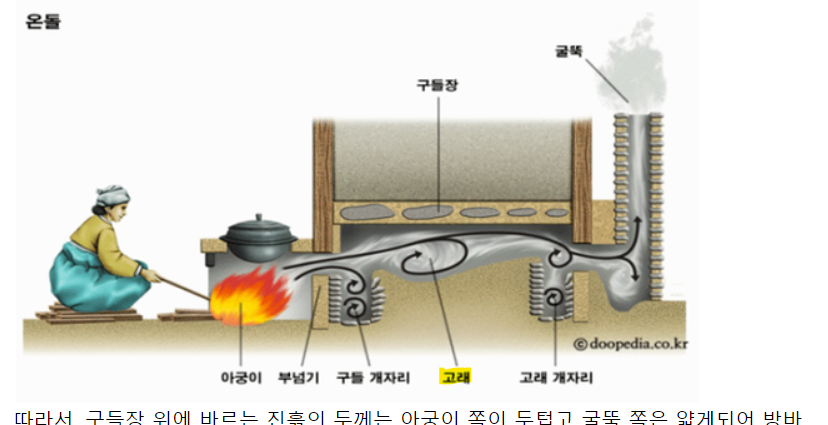 온돌
굴뚝
구들장
ⓒdoopedia.co.kr
아궁이 부넘기 구들 개자리 고래 고래 개자리
따라서, 구들장 위에 바르는 진흙의 두께는 아궁이 쪽이 두텁고 굴뚝 쪽은 얇게되어 방바